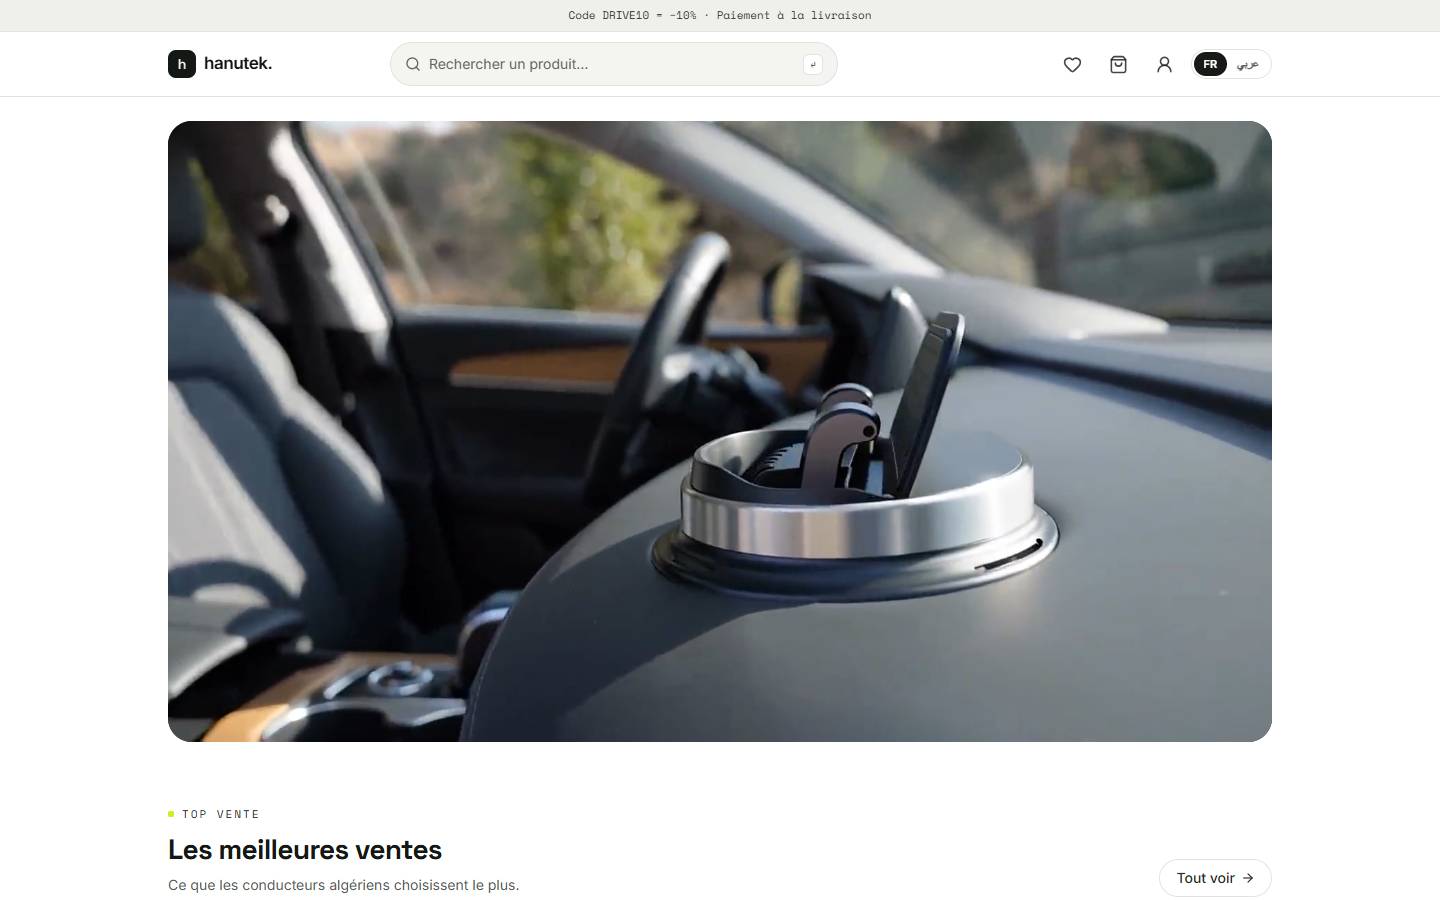 Code DRIVE10 = −10% · Paiement à la livraison
h hanutek.
Rechercher un produit...
FR عربي
TOP VENTE
Les meilleures ventes
Ce que les conducteurs algériens choisissent le plus.
Tout voir →